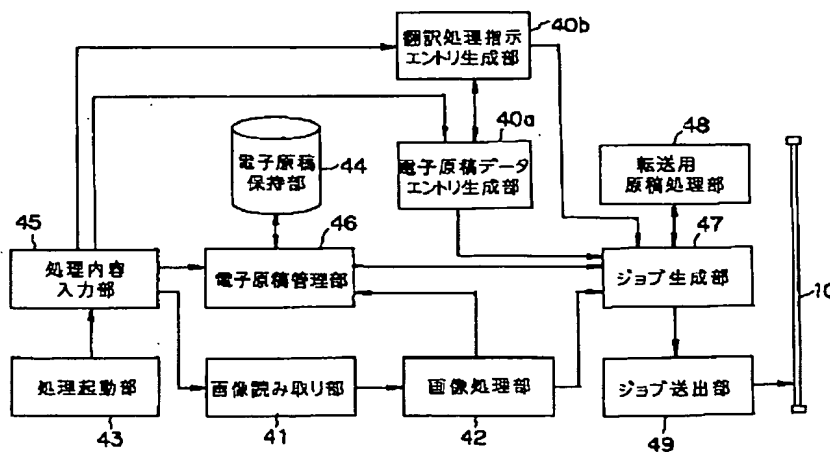 40b
翻訳処理指示
エントリ生成部
40a
電子原稿
保持部
44
電子原稿データ
エントリ生成部
48
転送用
原稿処理部
45
処理内容
入力部
46
電子原稿管理部
47
ジョブ生成部
10
処理起動部
43
画像読み取り部
41
画像処理部
42
ジョブ送出部
49